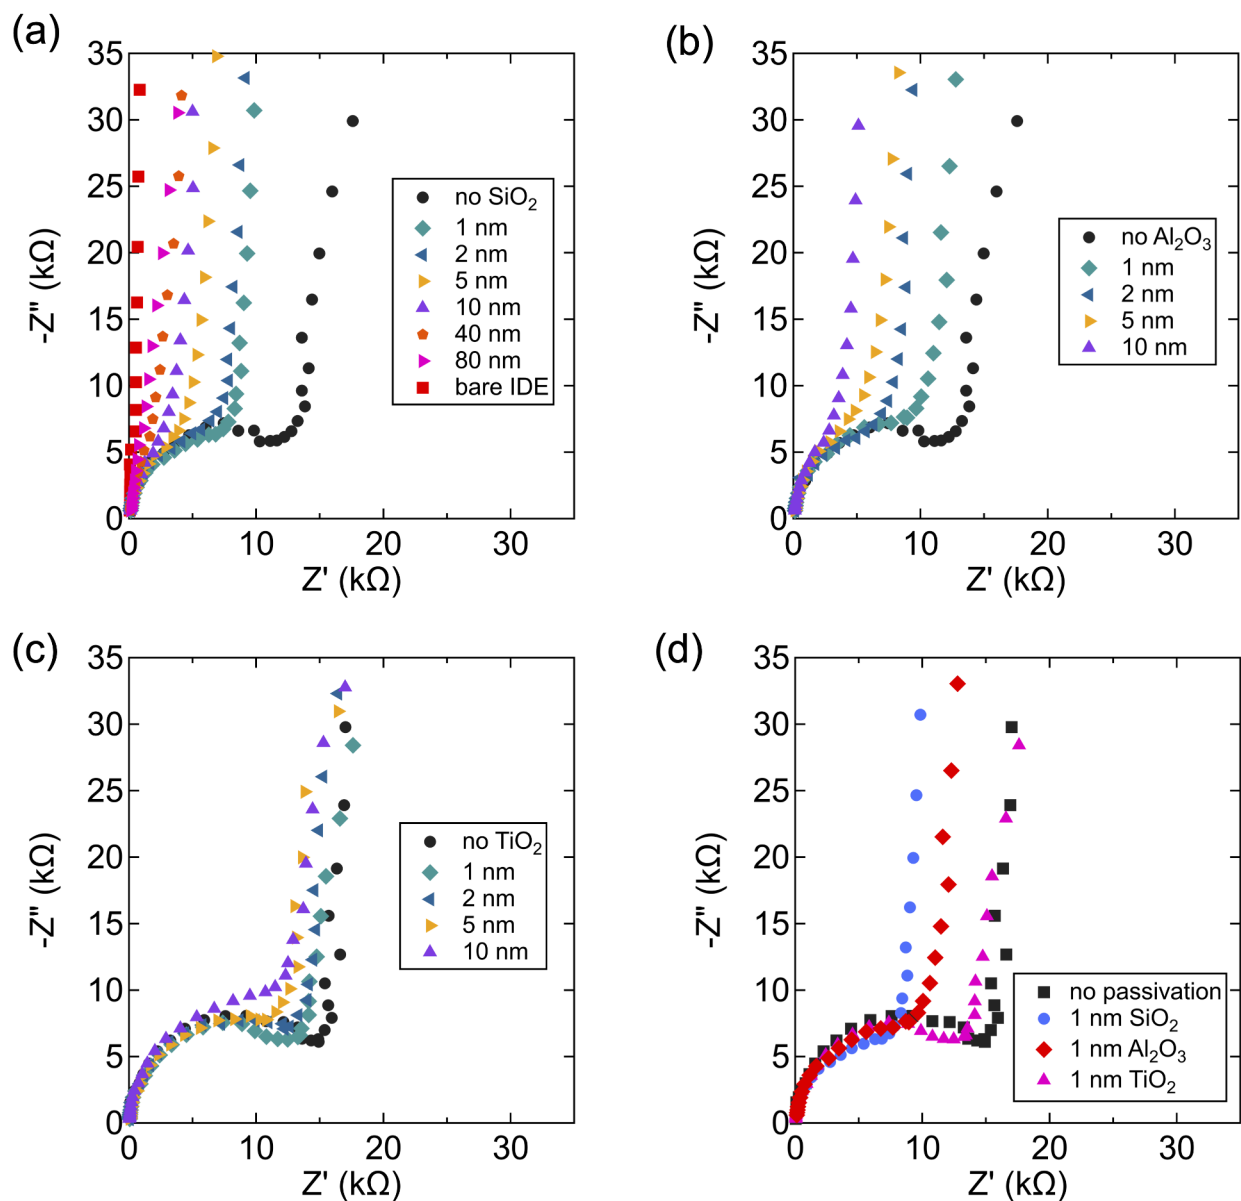 (a)
35
30
25
20
15
10
5
0
-Z" (kΩ)
0
10
20
30
Z' (kΩ)
no SiO₂
1 nm
2 nm
5 nm
10 nm
40 nm
80 nm
bare IDE
(b)
35
30
25
20
15
10
5
0
-Z" (kΩ)
0
10
20
30
Z' (kΩ)
no Al₂O₃
1 nm
2 nm
5 nm
10 nm
(c)
35
30
25
20
15
10
5
0
-Z" (kΩ)
0
10
20
30
Z' (kΩ)
no TiO₂
1 nm
2 nm
5 nm
10 nm
(d)
35
30
25
20
15
10
5
0
-Z" (kΩ)
0
10
20
30
Z' (kΩ)
no passivation
1 nm SiO₂
1 nm Al₂O₃
1 nm TiO₂